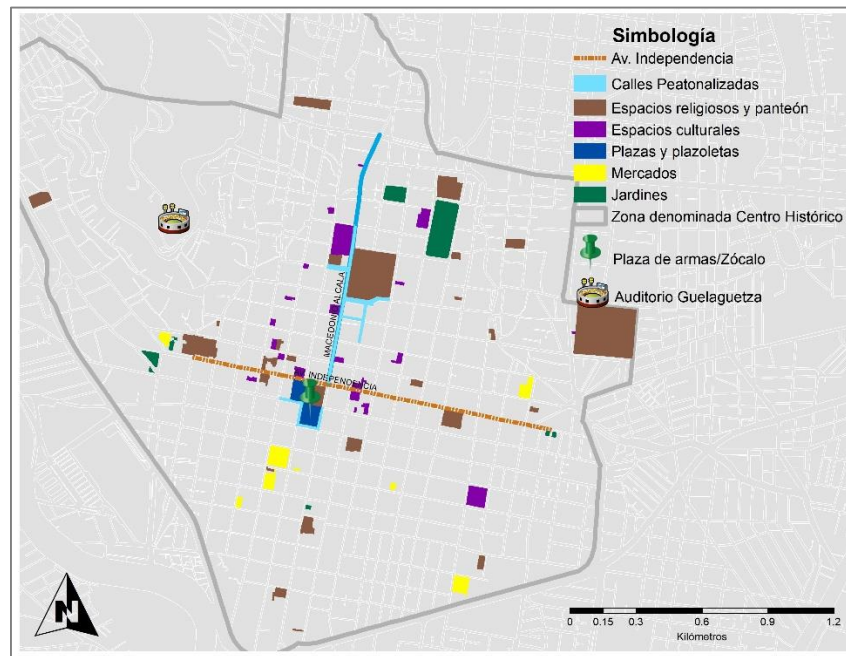 Simbología
Av. Independencia
Calles Peatonalizadas
Espacios religiosos y panteón
Espacios culturales
Plazas y plazoletas
Mercados
Jardines
Zona denominada Centro Histórico
Plaza de armas/Zócalo
Auditorio Guelaguetza
MACEDONI ALCALA
INDEPENDENCIA
N
0 0.15 0.3 0.6 0.9 1.2
Kilómetros